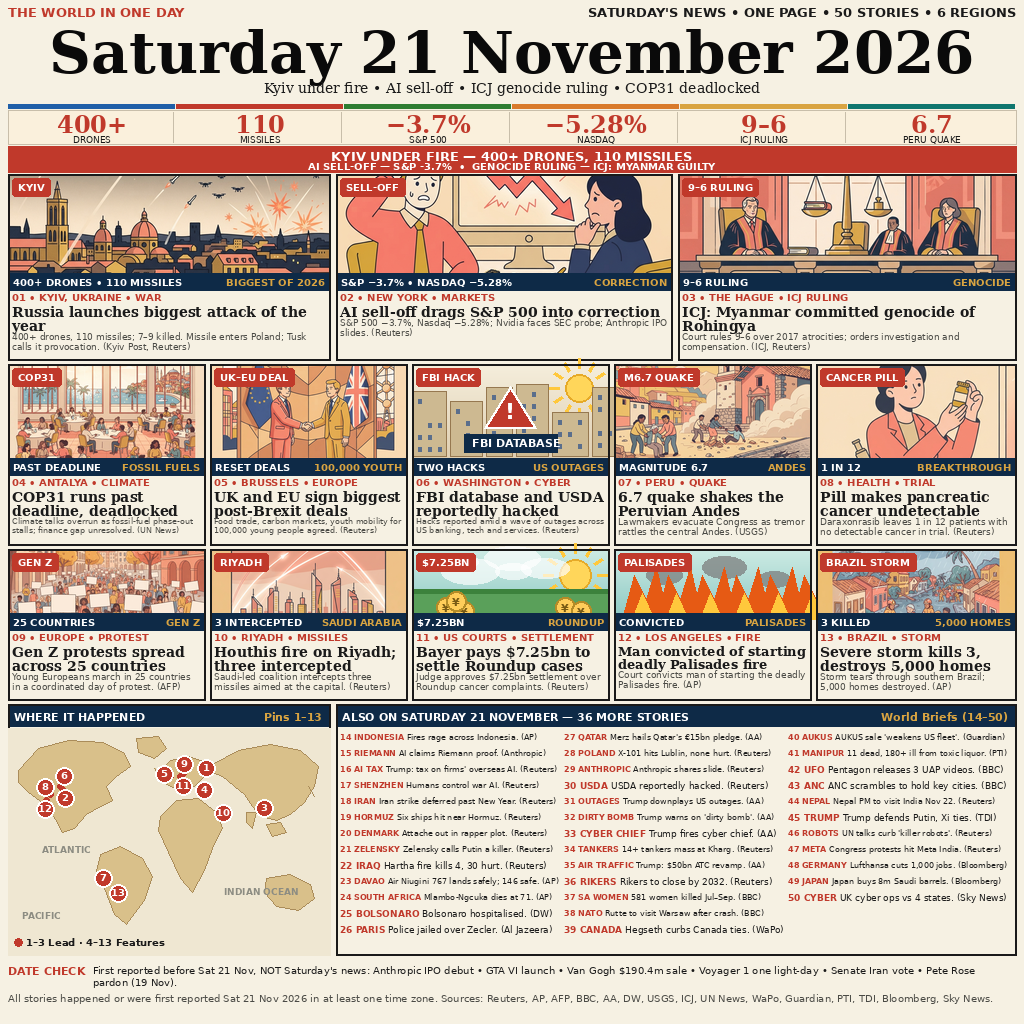 THE WORLD IN ONE DAY
SATURDAY'S NEWS • ONE PAGE • 50 STORIES • 6 REGIONS
Saturday 21 November 2026
Kyiv under fire • AI sell-off • ICJ genocide ruling • COP31 deadlocked
400+
DRONES
110
MISSILES
−3.7%
S&P 500
−5.28%
NASDAQ
9–6
ICJ RULING
6.7
PERU QUAKE
KYIV UNDER FIRE — 400+ DRONES, 110 MISSILES
AI SELL-OFF — S&P -3.7% • GENOCIDE RULING — ICJ: MYANMAR GUILTY
KYIV
400+ DRONES • 110 MISSILES
BIGGEST OF 2026
01 • KYIV, UKRAINE • WAR
Russia launches biggest attack of the
year
400+ drones, 110 missiles; 7–9 killed. Missile enters Poland; Tusk
calls it provocation. (Kyiv Post, Reuters)
SELL-OFF
S&P −3.7% • NASDAQ −5.28%
CORRECTION
02 • NEW YORK • MARKETS
AI sell-off drags S&P 500 into correction
S&P 500 −3.7%, Nasdaq −5.28%; Nvidia faces SEC probe; Anthropic IPO
slides. (Reuters)
9-6 RULING
9–6 RULING
GENOCIDE
03 • THE HAGUE • ICJ RULING
ICJ: Myanmar committed genocide of
Rohingya
Court rules 9–6 over 2017 atrocities; orders investigation and
compensation. (ICJ, Reuters)
COP31
PAST DEADLINE
FOSSIL FUELS
04 • ANTALYA • CLIMATE
COP31 runs past
deadline, deadlocked
Climate talks overrun as fossil-fuel phase-out
stalls; finance gap unresolved. (UN News)
UK-EU DEAL
RESET DEALS
100,000 YOUTH
05 • BRUSSELS • EUROPE
UK and EU sign biggest
post-Brexit deals
Food trade, carbon markets, youth mobility for
100,000 young people agreed. (Reuters)
FBI HACK
!
FBI DATABASE
TWO HACKS
US OUTAGES
06 • WASHINGTON • CYBER
FBI database and USDA
reportedly hacked
Hacks reported amid a wave of outages across
US banking, tech and services. (Reuters)
M6.7 QUAKE
MAGNITUDE 6.7
ANDES
07 • PERU • QUAKE
6.7 quake shakes the
Peruvian Andes
Lawmakers evacuate Congress as tremor
rattles the central Andes. (USGS)
CANCER PILL
1 IN 12
BREAKTHROUGH
08 • HEALTH • TRIAL
Pill makes pancreatic
cancer undetectable
Daraxonrasib leaves 1 in 12 patients with
no detectable cancer in trial. (Reuters)
GEN Z
25 COUNTRIES
GEN Z
09 • EUROPE • PROTEST
Gen Z protests spread
across 25 countries
Young Europeans march in 25 countries
in a coordinated day of protest. (AFP)
RIYADH
3 INTERCEPTED
SAUDI ARABIA
10 • RIYADH • MISSILES
Houthis fire on Riyadh;
three intercepted
Saudi-led coalition intercepts three
missiles aimed at the capital. (Reuters)
$7.25BN
¥ ¥ ¥ ¥ ¥
$7.25BN
ROUNDUP
11 • US COURTS • SETTLEMENT
Bayer pays $7.25bn to
settle Roundup cases
Judge approves $7.25bn settlement over
Roundup cancer complaints. (Reuters)
PALISADES
CONVICTED
PALISADES
12 • LOS ANGELES • FIRE
Man convicted of starting
deadly Palisades fire
Court convicts man of starting the deadly
Palisades fire. (AP)
BRAZIL STORM
3 KILLED
5,000 HOMES
13 • BRAZIL • STORM
Severe storm kills 3,
destroys 5,000 homes
Storm tears through southern Brazil;
5,000 homes destroyed. (AP)
WHERE IT HAPPENED
Pins 1–13
6
8
2
12
5
9
1
11
4
10
3
7
13
ATLANTIC
INDIAN OCEAN
PACIFIC
1–3 Lead · 4–13 Features
ALSO ON SATURDAY 21 NOVEMBER — 36 MORE STORIES
World Briefs (14–50)
14 INDONESIA Fires rage across Indonesia. (AP)
15 RIEMANN AI claims Riemann proof. (Anthropic)
16 AI TAX Trump: tax on firms' overseas AI. (Reuters)
17 SHENZHEN Humans control war AI. (Reuters)
18 IRAN Iran strike deferred past New Year. (Reuters)
19 HORMUZ Six ships hit near Hormuz. (Reuters)
20 DENMARK Attache out in rapper plot. (Reuters)
21 ZELENSKY Zelensky calls Putin a killer. (Reuters)
22 IRAQ Hartha fire kills 4, 30 hurt. (Reuters)
23 DAVAO Air Niugini 767 lands safely; 146 safe. (AP)
24 SOUTH AFRICA Mlambo-Ngcuka dies at 71. (AP)
25 BOLSONARO Bolsonaro hospitalised. (DW)
26 PARIS Police jailed over Zecler. (Al Jazeera)
27 QATAR Merz hails Qatar's €15bn pledge. (AA)
28 POLAND X-101 hits Lublin, none hurt. (Reuters)
29 ANTHROPIC Anthropic shares slide. (Reuters)
30 USDA USDA reportedly hacked. (Reuters)
31 OUTAGES Trump downplays US outages. (AA)
32 DIRTY BOMB Trump warns on 'dirty bomb'. (AA)
33 CYBER CHIEF Trump fires cyber chief. (AA)
34 TANKERS 14+ tankers mass at Kharg. (Reuters)
35 AIR TRAFFIC Trump: $50bn ATC revamp. (AA)
36 RIKERS Rikers to close by 2032. (Reuters)
37 SA WOMEN 581 women killed Jul–Sep. (BBC)
38 NATO Rutte to visit Warsaw after crash. (BBC)
39 CANADA Hegseth curbs Canada ties. (WaPo)
40 AUKUS AUKUS sale 'weakens US fleet'. (Guardian)
41 MANIPUR 11 dead, 180+ ill from toxic liquor. (PTI)
42 UFO Pentagon releases 3 UAP videos. (BBC)
43 ANC ANC scrambles to hold key cities. (BBC)
44 NEPAL Nepal PM to visit India Nov 22. (Reuters)
45 TRUMP Trump defends Putin, Xi ties. (TDI)
46 ROBOTS UN talks curb 'killer robots'. (Reuters)
47 META Congress protests hit Meta India. (Reuters)
48 GERMANY Lufthansa cuts 1,000 jobs. (Bloomberg)
49 JAPAN Japan buys 8m Saudi barrels. (Bloomberg)
50 CYBER UK cyber ops vs 4 states. (Sky News)
DATE CHECK First reported before Sat 21 Nov, NOT Saturday's news: Anthropic IPO debut • GTA VI launch • Van Gogh $190.4m sale • Voyager 1 one light-day • Senate Iran vote • Pete Rose
pardon (19 Nov).
All stories happened or were first reported Sat 21 Nov 2026 in at least one time zone. Sources: Reuters, AP, AFP, BBC, AA, DW, USGS, ICJ, UN News, WaPo, Guardian, PTI, TDI, Bloomberg, Sky News.